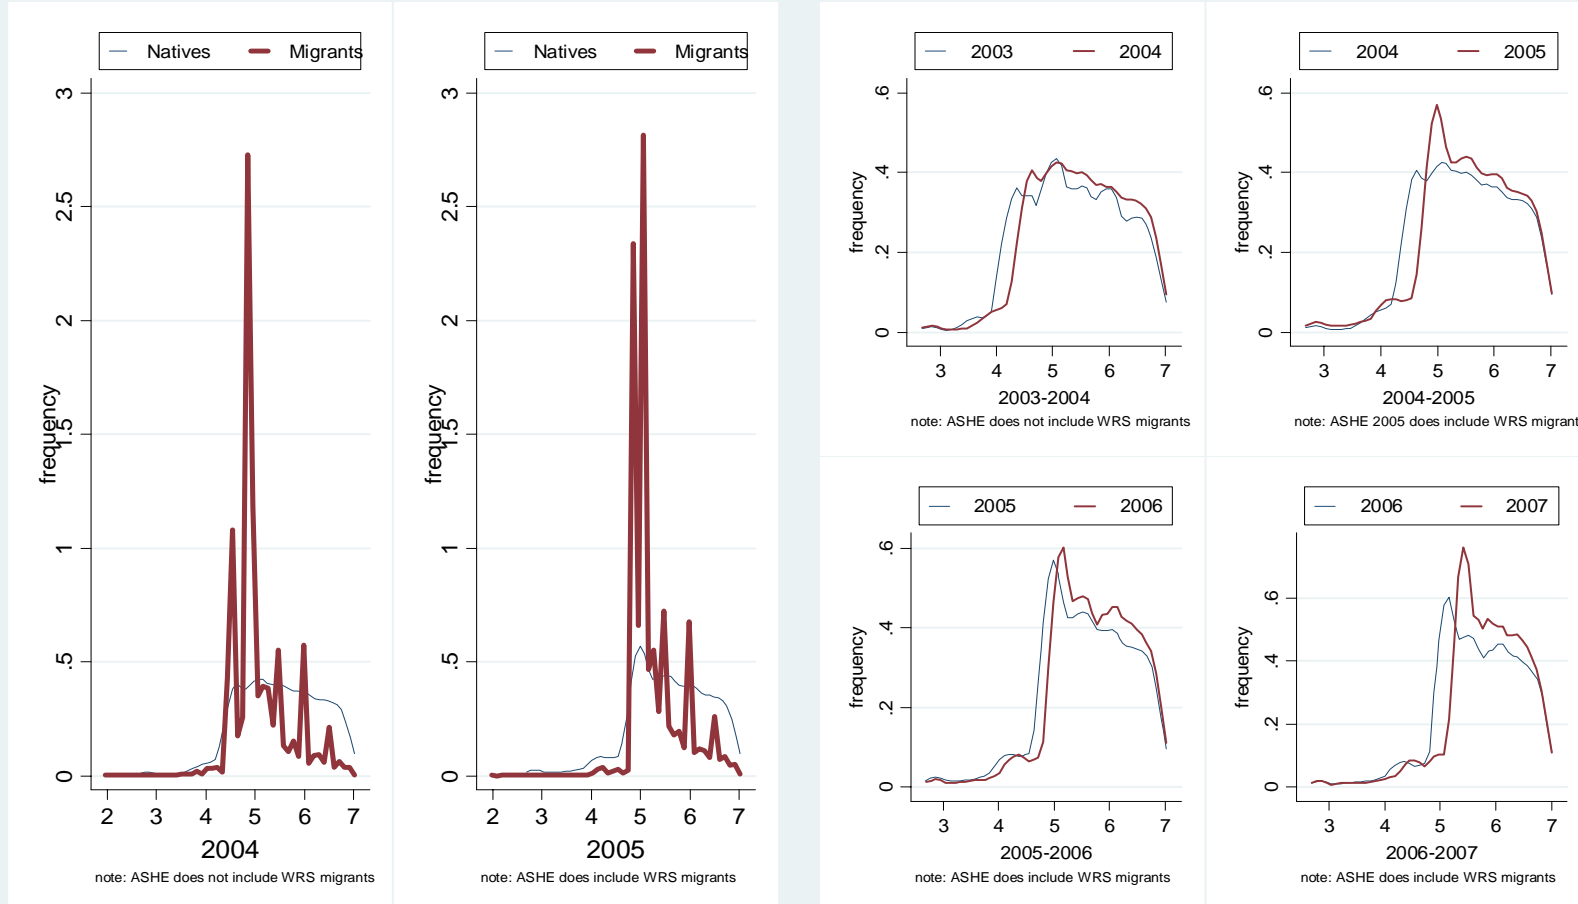 Natives Migrants
3
2.5
2
1.5
1
.5
0
frequency
2 3 4 5 6 7
2004
note: ASHE does not include WRS migrants
Natives Migrants
3
2.5
2
1.5
1
.5
0
frequency
2 3 4 5 6 7
2005
note: ASHE does include WRS migrants
2003 2004
.6
.4
.2
0
frequency
3 4 5 6 7
2003-2004
note: ASHE does not include WRS migrants
2004 2005
.6
.4
.2
0
frequency
3 4 5 6 7
2004-2005
note: ASHE 2005 does include WRS migrant
2005 2006
.6
.4
.2
0
frequency
3 4 5 6 7
2005-2006
note: ASHE does include WRS migrants
2006 2007
.6
.4
.2
0
frequency
3 4 5 6 7
2006-2007
note: ASHE does include WRS migrants